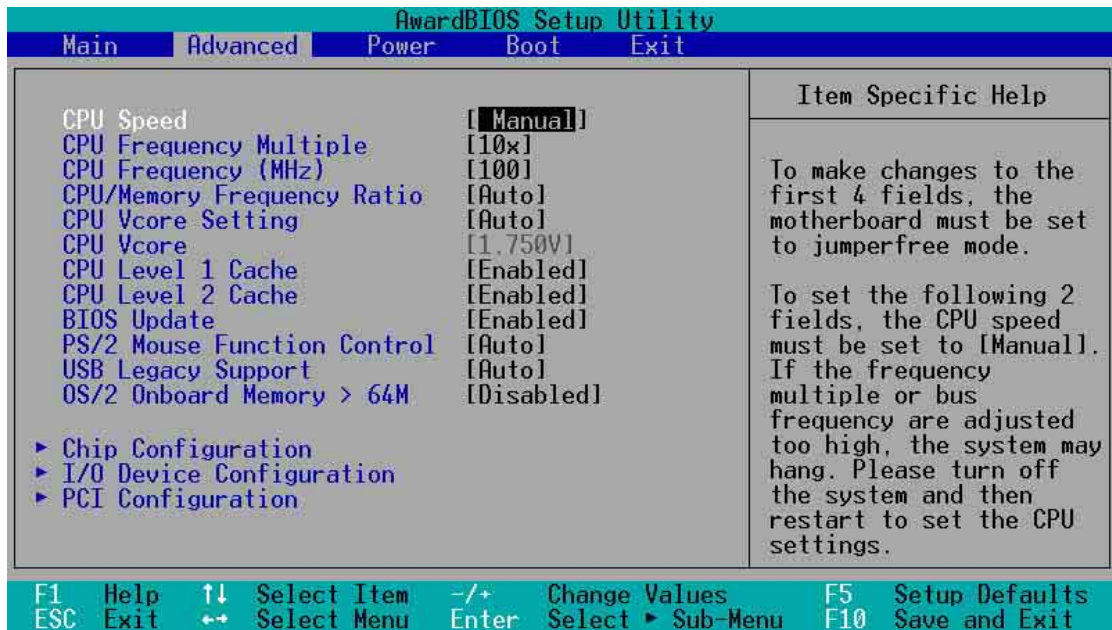 AwardBIOS Setup Utility
Main Advanced Power Boot Exit
CPU Speed [ Manual]
CPU Frequency Multiple [10x]
CPU Frequency (MHz) [100]
CPU/Memory Frequency Ratio [Auto]
CPU Vcore Setting [Auto]
CPU Vcore [1.750V]
CPU Level 1 Cache [Enabled]
CPU Level 2 Cache [Enabled]
BIOS Update [Enabled]
PS/2 Mouse Function Control [Auto]
USB Legacy Support [Auto]
OS/2 Onboard Memory > 64M [Disabled]
► Chip Configuration
► I/O Device Configuration
► PCI Configuration
Item Specific Help
To make changes to the
first 4 fields, the
motherboard must be set
to jumperfree mode.
To set the following 2
fields, the CPU speed
must be set to [Manual].
If the frequency
multiple or bus
frequency are adjusted
too high, the system may
hang. Please turn off
the system and then
restart to set the CPU
settings.
F1 Help ↑↓ Select Item -/+ Change Values F5 Setup Defaults
ESC Exit ←→ Select Menu Enter Select ► Sub-Menu F10 Save and Exit